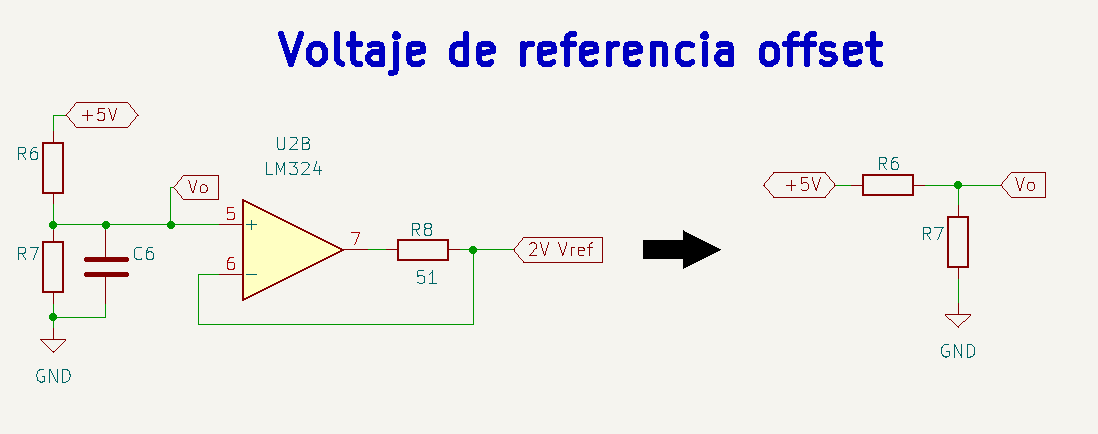 Voltaje de referencia offset
+5V
R6
U2B
LM324
Vo
5
+
R7
C6
6
−
7
R8
51
2V Vref
GND
R6
+5V
Vo
R7
GND